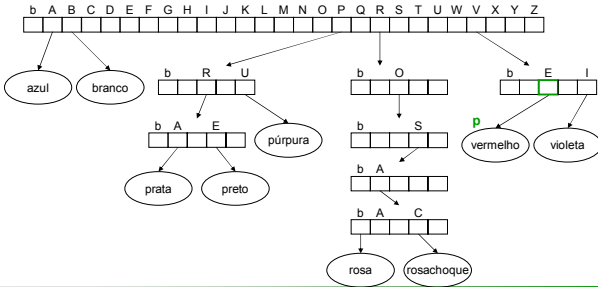 b A B C D E F G H I J K L M N O P Q R S T U W V X Y Z
b R U
b O
b E I
azul
branco
p
b A E
púrpura
b S
vermelho
violeta
prata
preto
b A
b A C
rosa
rosachoque